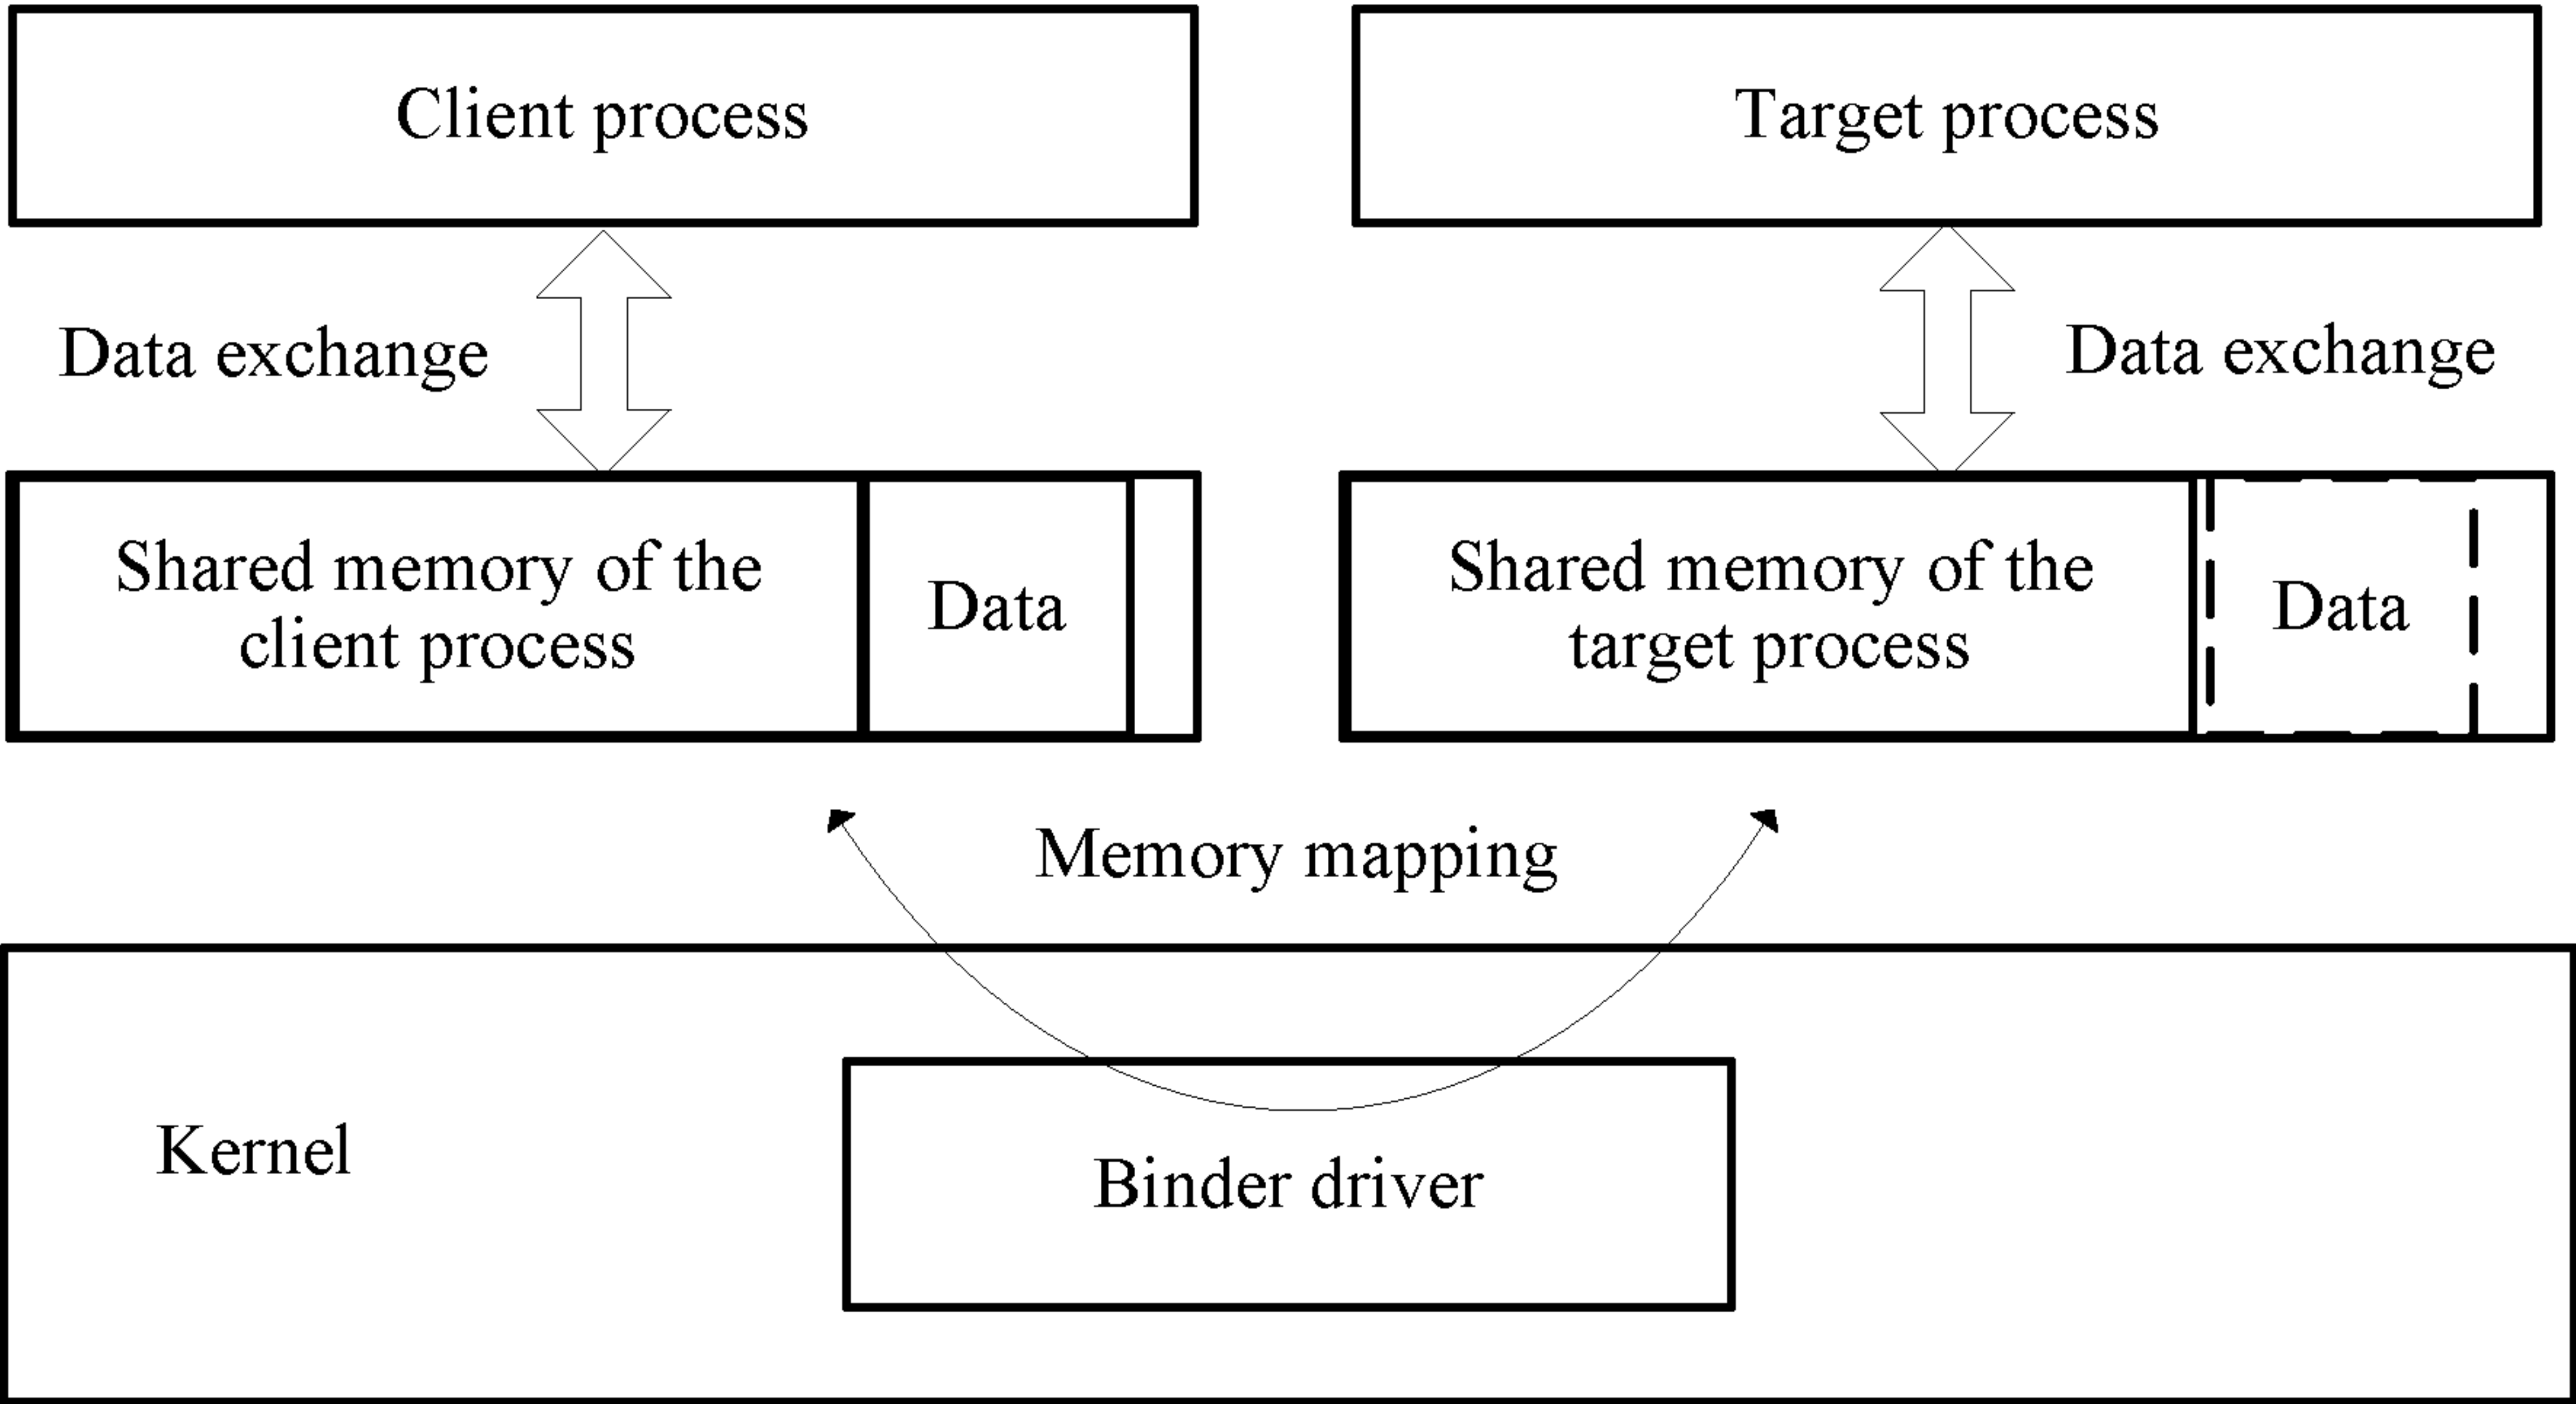 Client process
Target process
Data exchange
Data exchange
Shared memory of the
client process
Data
Shared memory of the
target process
Data
Memory mapping
Kernel
Binder driver